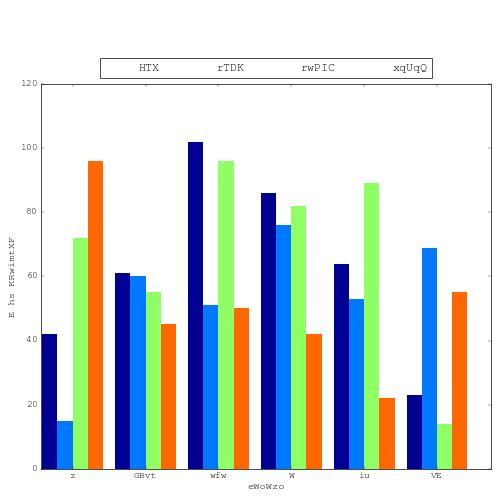 HTX rTDK rwPIC xqUqQ
120
100
80
60
40
20
0
E hs KRwimtXF
z GBvt wfw W iu VE
eWoWzo